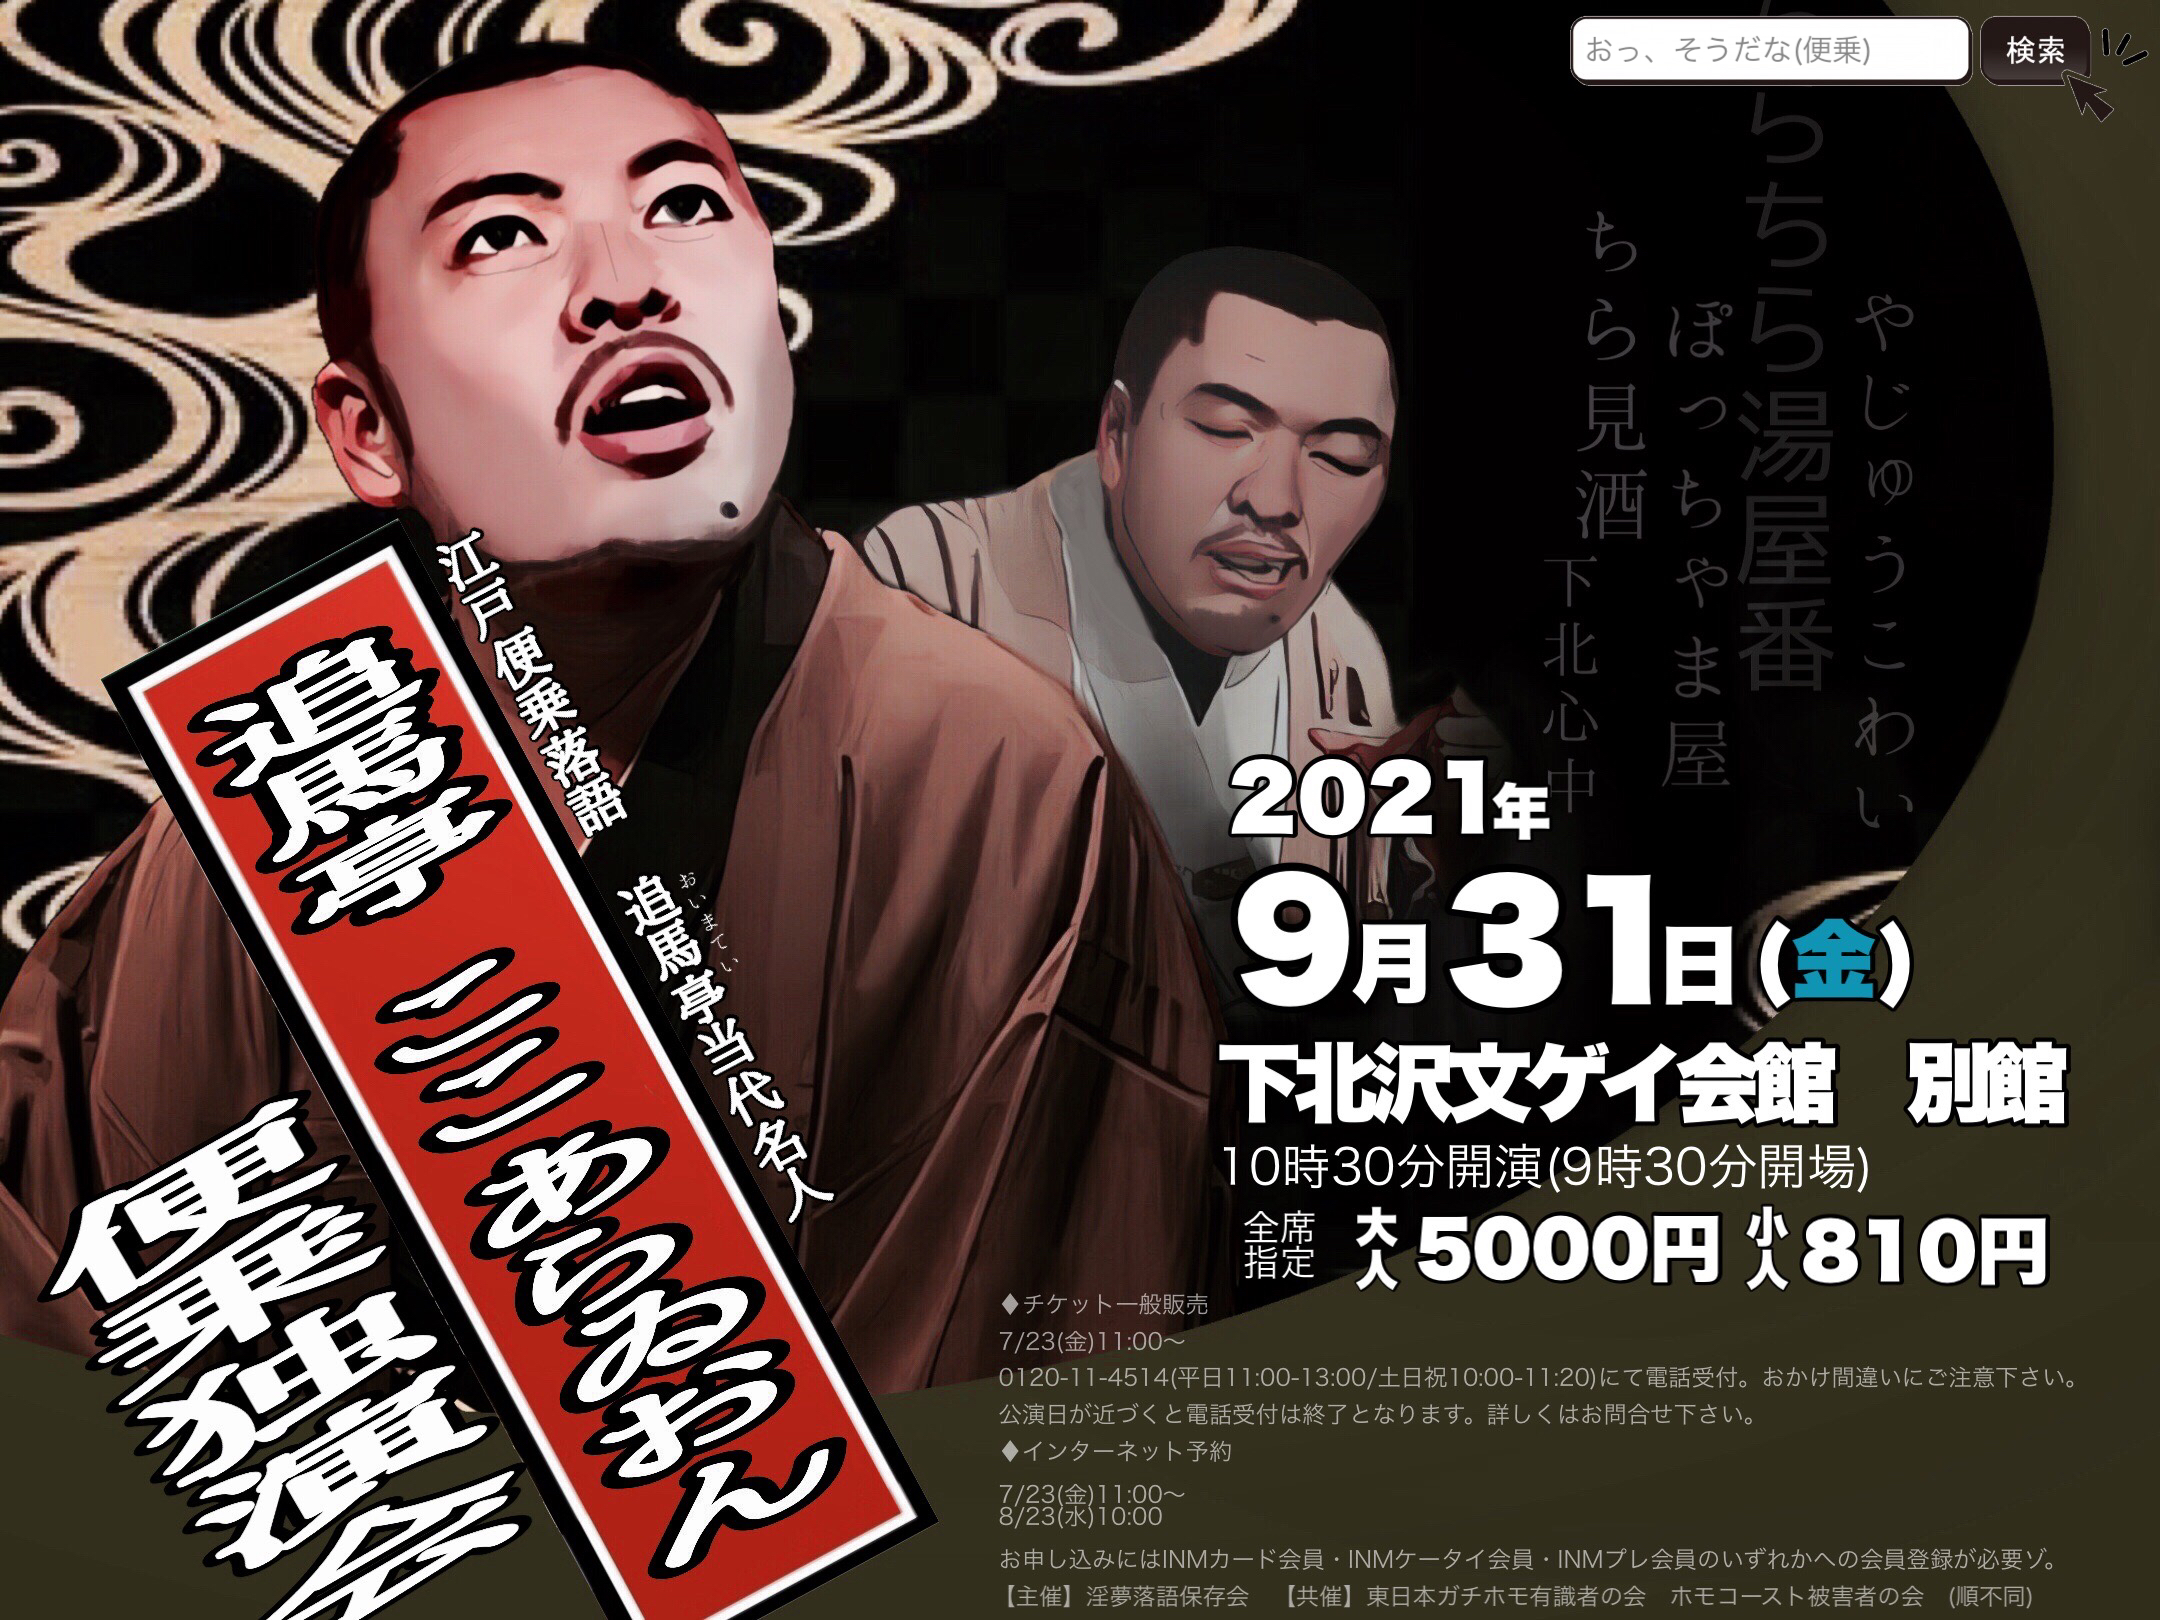 おっ、そうだな(便乗)
検索
やじゅうこわい
ちらちら湯屋番
ぽっちゃま屋
ちら見酒
下北心中
江戸 便乗落語
追馬亭当代名人
おいまてい
追馬亭 三三
便乗独演会
2021年
9月31日(金)
下北沢文ゲイ会館 別館
10時30分開演(9時30分開場)
全席指定 大人5000円 小人810円
♦チケット一般販売
7/23(金)11:00〜
0120-11-4514(平日11:00-13:00/土日祝10:00-11:20)にて電話受付。おかけ間違いにご注意下さい。
公演日が近づくと電話受付は終了となります。詳しくはお問合せ下さい。
♦インターネット予約
7/23(金)11:00〜
8/23(水)10:00
お申し込みにはINMカード会員・INMケータイ会員・INMプレ会員のいずれかへの会員登録が必要ゾ。
【主催】淫夢落語保存会 【共催】東日本ガチホモ有識者の会 ホモコースト被害者の会 (順不同)